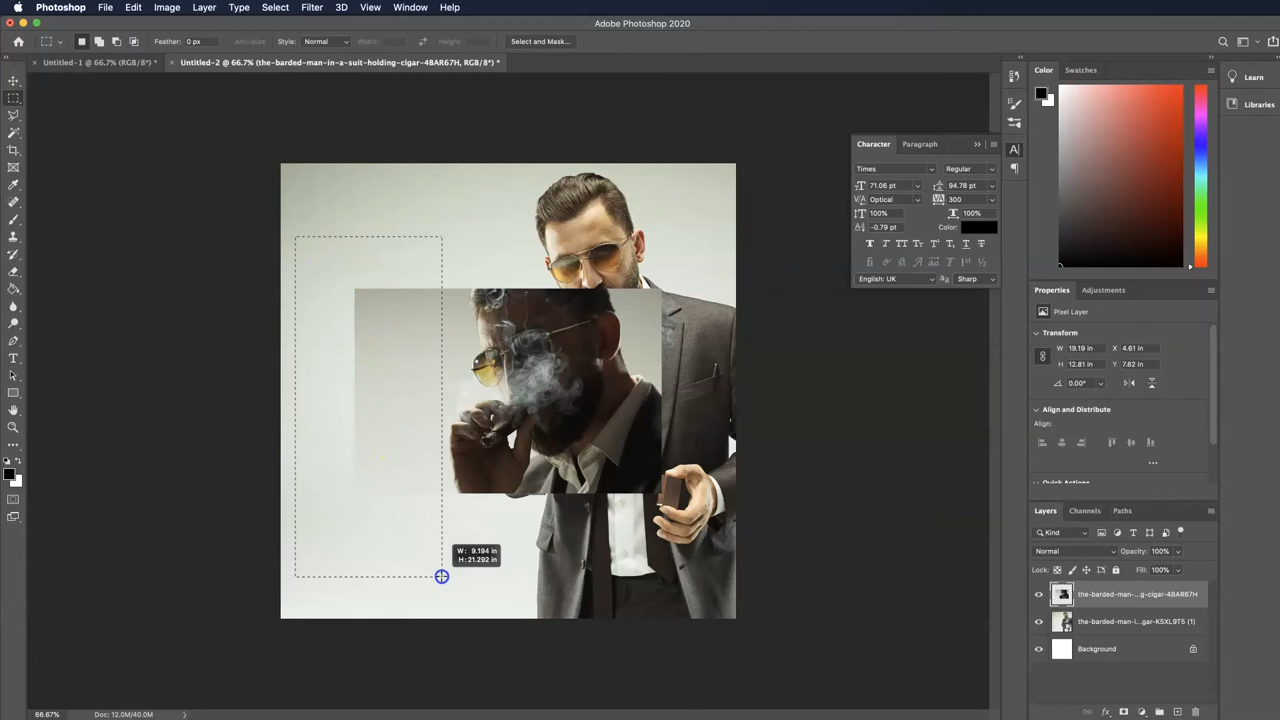 Photoshop File Edit Image Layer Type Select Filter 3D View Window Help
Adobe Photoshop 2020
Feather: 0 px Anti-alias Style: Normal Width: Height: Select and Mask...
Untitled-1 @ 66.7% (RGB/8*) * Untitled-2 @ 66.7% (the-barded-man-in-a-suit-holding-cigar-4BAR67H, RGB/8*) *
Color Swatches
Learn
Libraries
Character Paragraph
Times Regular
71.06 pt 94.78 pt
Optical 300
100% 100%
-0.79 pt Color:
English: UK Sharp
W: 9.194 in
H: 21.292 in
Properties Adjustments
Pixel Layer
Transform
W 19.19 in X 4.61 in
H 12.81 in Y 7.82 in
0.00°
Align and Distribute
Align:
Quick Actions
Layers Channels Paths
Kind
Normal Opacity: 100%
Lock: Fill: 100%
the-barded-man-...g-cigar-4BAR67H
the-barded-man-i...gar-KSXL9T5 (1)
Background
66.67% Doc: 12.0M/40.0M